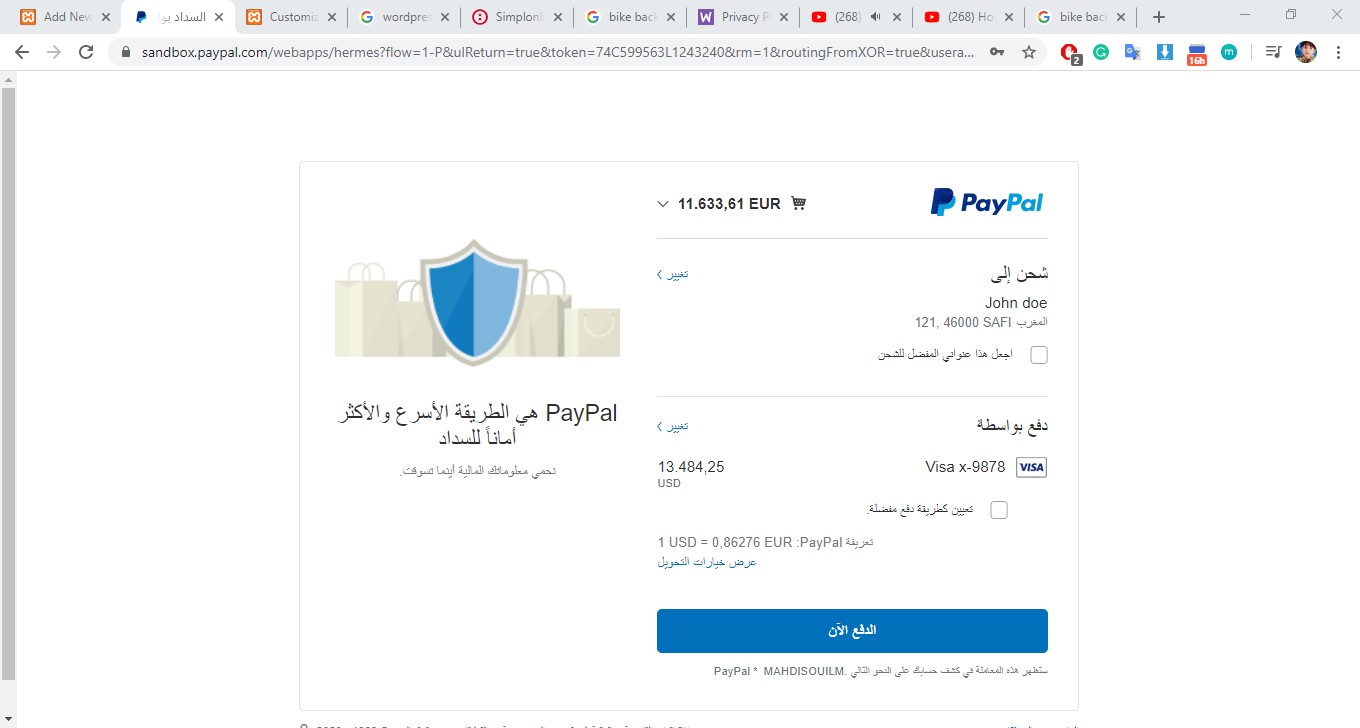 Add New
السداد بوا
Customiz
wordpres
Simplonli
bike back
Privacy P
(268)
(268) Ho
bike back
sandbox.paypal.com/webapps/hermes?flow=1-P&ulReturn=true&token=74C599563L1243240&rm=1&routingFromXOR=true&usera...
2
16h
m
11.633,61 EUR
PayPal
شحن إلى
تغيير
John doe
121, 46000 SAFI المغرب
اجعل هذا عنواني المفضل للشحن
PayPal هي الطريقة الأسرع والأكثر
أماناً للسداد
نحمي معلوماتك المالية أينما تسوقت.
دفع بواسطة
تغيير
VISA Visa x-9878
13.484,25
USD
تعيين كطريقة دفع مفضلة.
تعريفة PayPal: 1 USD = 0,86276 EUR
عرض خيارات التحويل
الدفع الآن
ستظهر هذه المعاملة في كشف حسابك على النحو التالي PayPal * MAHDISOUILM.